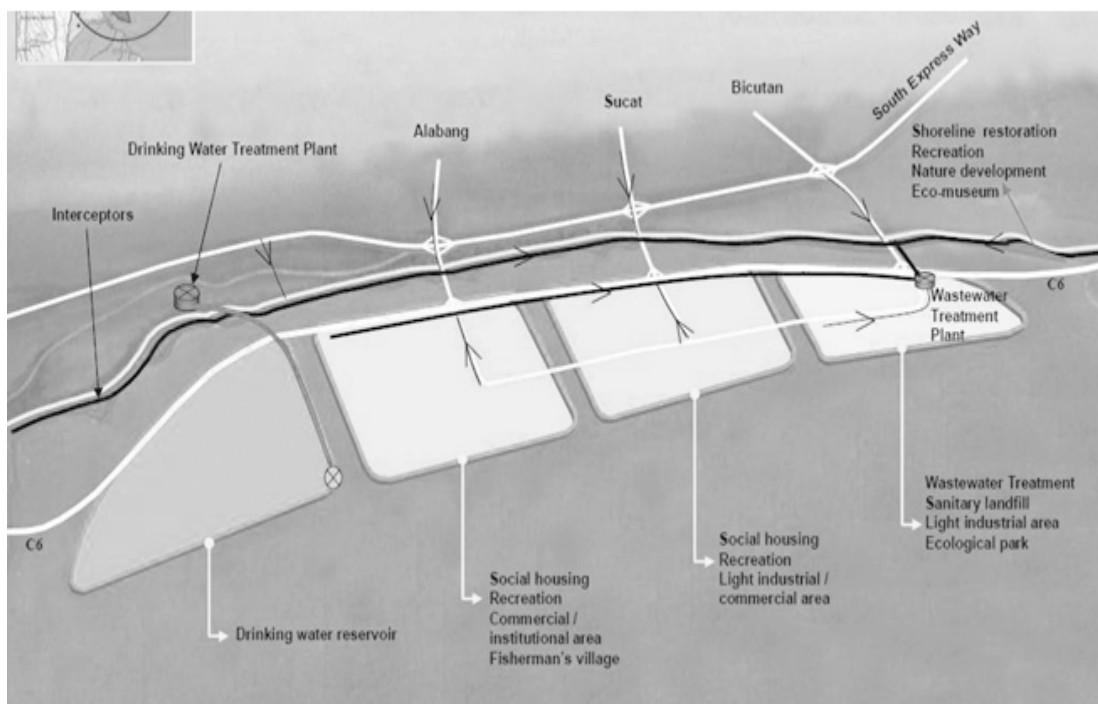 South Express Way
Bicutan
Sucat
Alabang
Drinking Water Treatment Plant
Interceptors
Shoreline restoration
Recreation
Nature development
Eco-museum
C6
Wastewater
Treatment
Plant
C6
Drinking water reservoir
Social housing
Recreation
Commercial /
institutional area
Fisherman's village
Social housing
Recreation
Light industrial /
commercial area
Wastewater Treatment
Sanitary landfill
Light industrial area
Ecological park